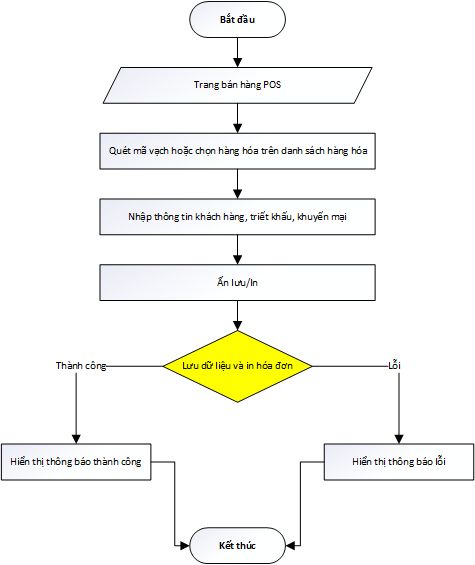 Bắt đầu
Trang bán hàng POS
Quét mã vạch hoặc chọn hàng hóa trên danh sách hàng hóa
Nhập thông tin khách hàng, triết khấu, khuyến mại
Ấn lưu/In
Lưu dữ liệu và in hóa đơn
Thành công
Lỗi
Hiển thị thông báo thành công
Hiển thị thông báo lỗi
Kết thúc